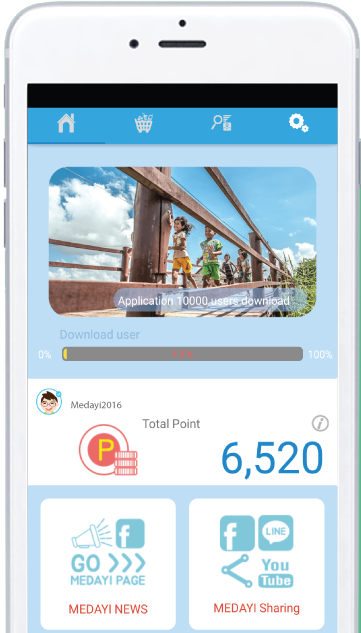 Application 10000 users download
Download user
0%
100%
Medayi2016
Total Point
P
i
6,520
f
GO >>>
MEDAYI PAGE
MEDAYI NEWS
f
LINE
You
Tube
MEDAYI Sharing